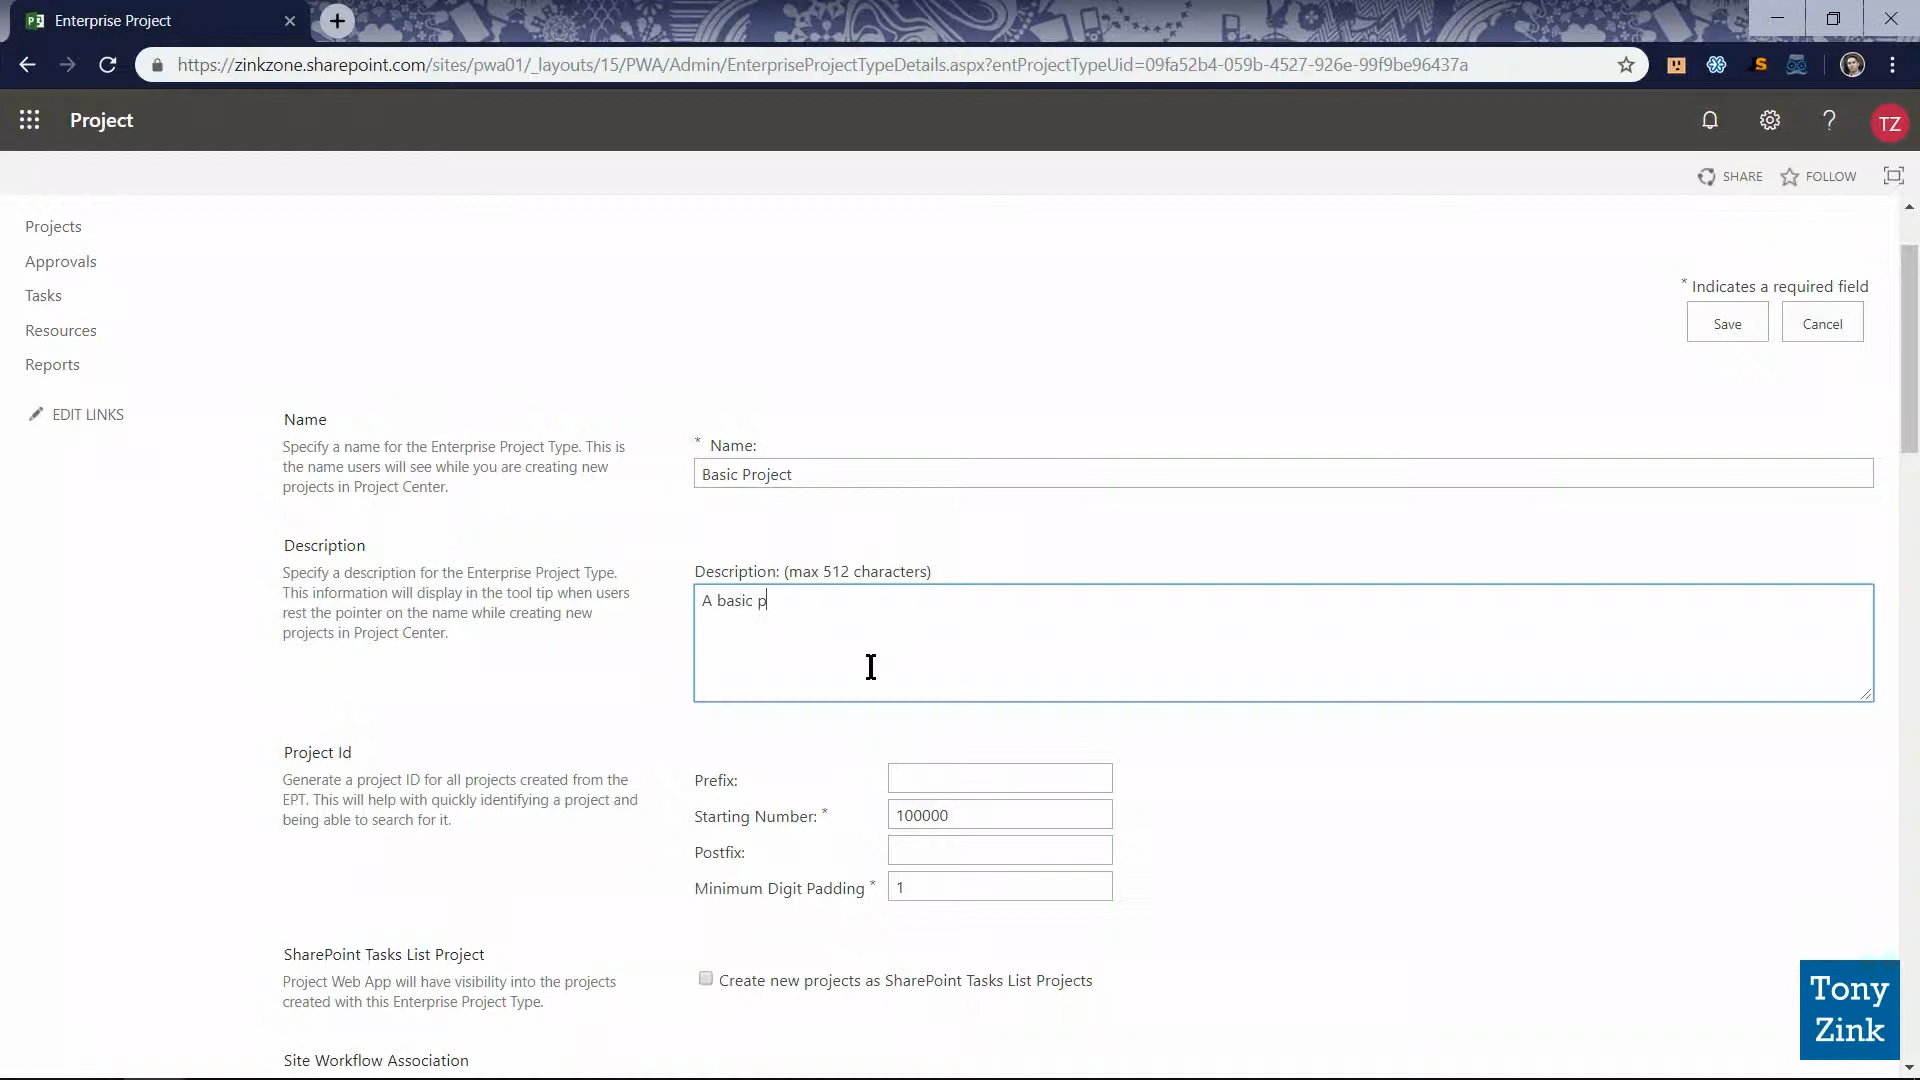 Enterprise Project
https://zinkzone.sharepoint.com/sites/pwa01/_layouts/15/PWA/Admin/EnterpriseProjectTypeDetails.aspx?entProjectTypeUid=09fa52b4-059b-4527-926e-99f9be96437a
Project
TZ
SHARE
FOLLOW
Projects
Approvals
Tasks
Resources
Reports
EDIT LINKS
* Indicates a required field
Save
Cancel
Name
Specify a name for the Enterprise Project Type. This is
the name users will see while you are creating new
projects in Project Center.
* Name:
Basic Project
Description
Specify a description for the Enterprise Project Type.
This information will display in the tool tip when users
rest the pointer on the name while creating new
projects in Project Center.
Description: (max 512 characters)
A basic p
Project Id
Generate a project ID for all projects created from the
EPT. This will help with quickly identifying a project and
being able to search for it.
Prefix:
Starting Number: *
100000
Postfix:
Minimum Digit Padding *
1
SharePoint Tasks List Project
Project Web App will have visibility into the projects
created with this Enterprise Project Type.
Create new projects as SharePoint Tasks List Projects
Site Workflow Association
Tony
Zink